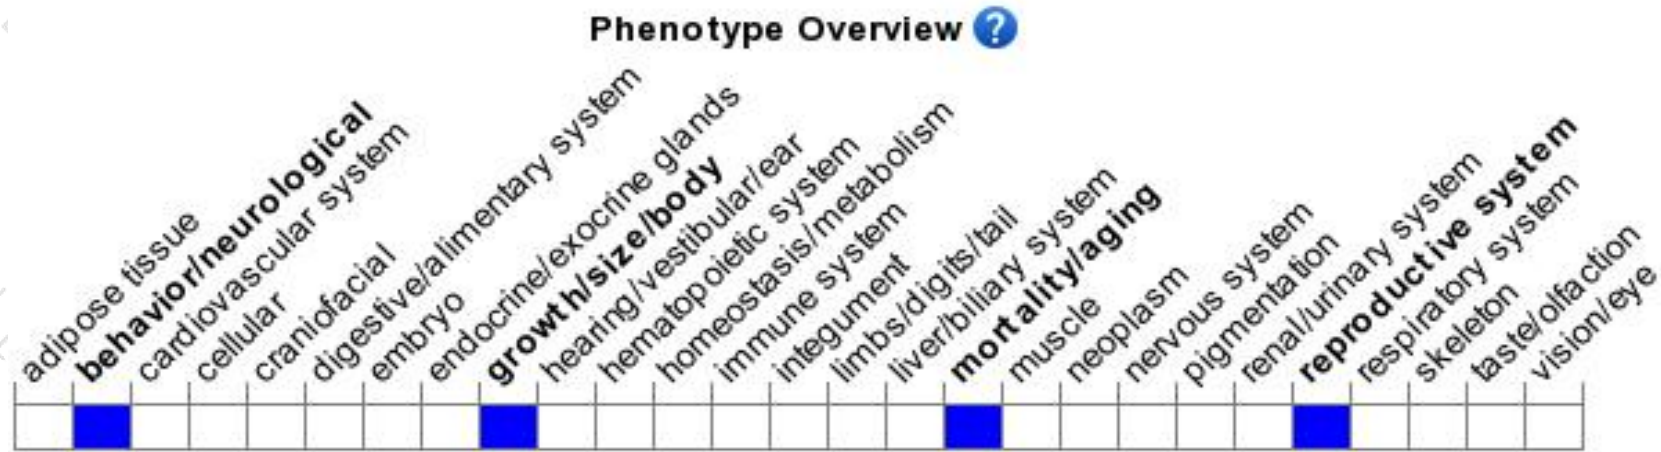 Phenotype Overview ?
adipose tissue
behavior/neurological
cardiovascular system
cellular
craniofacial
digestive/alimentary system
embryo
endocrine/exocrine glands
growth/size/body
hearing/vestibular/ear
hematopoietic system
homeostasis/metabolism
immune system
integument
limbs/digits/tail
liver/biliary system
mortality/aging
muscle
neoplasm
nervous system
pigmentation
renal/urinary system
reproductive system
respiratory system
skeleton
taste/olfaction
vision/eye